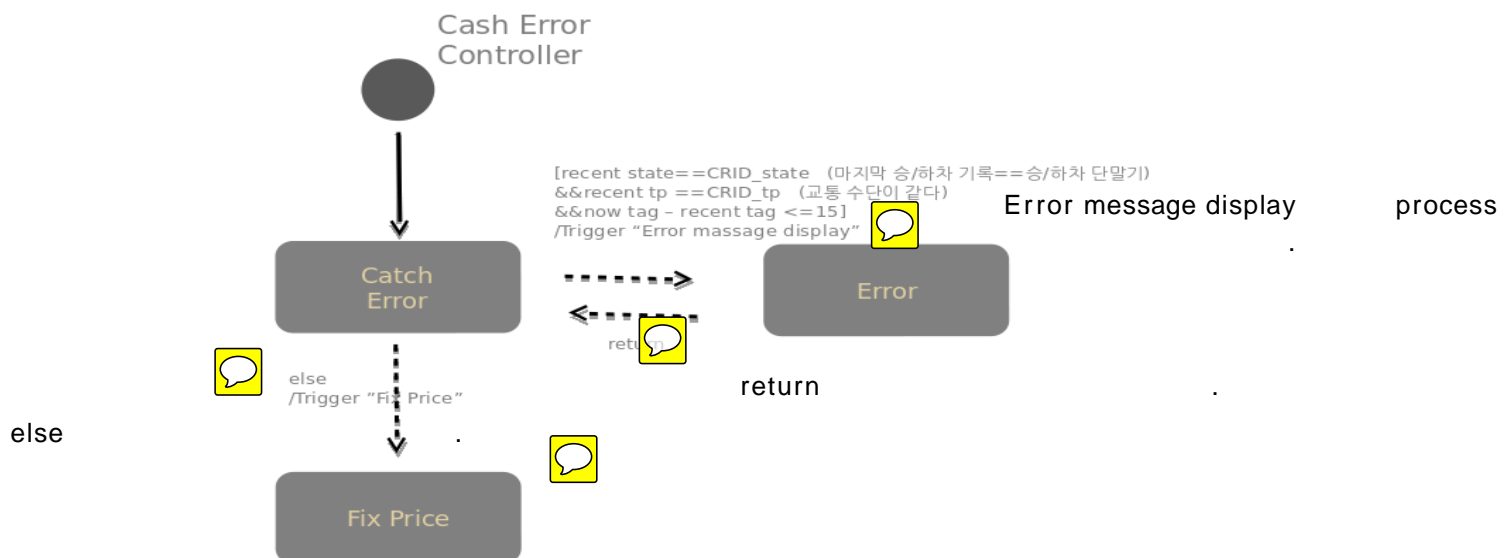 Cash Error
Controller
[recent state==CRID_state (마지막 승/하차 기록==승/하차 단말기)
&&recent tp ==CRID_tp (교통 수단이 같다)
&&now tag – recent tag <=15]
/Trigger “Error massage display”
Error message display process
.
Catch
Error
Error
return
return .
else
/Trigger ”Fix Price”
else .
Fix Price